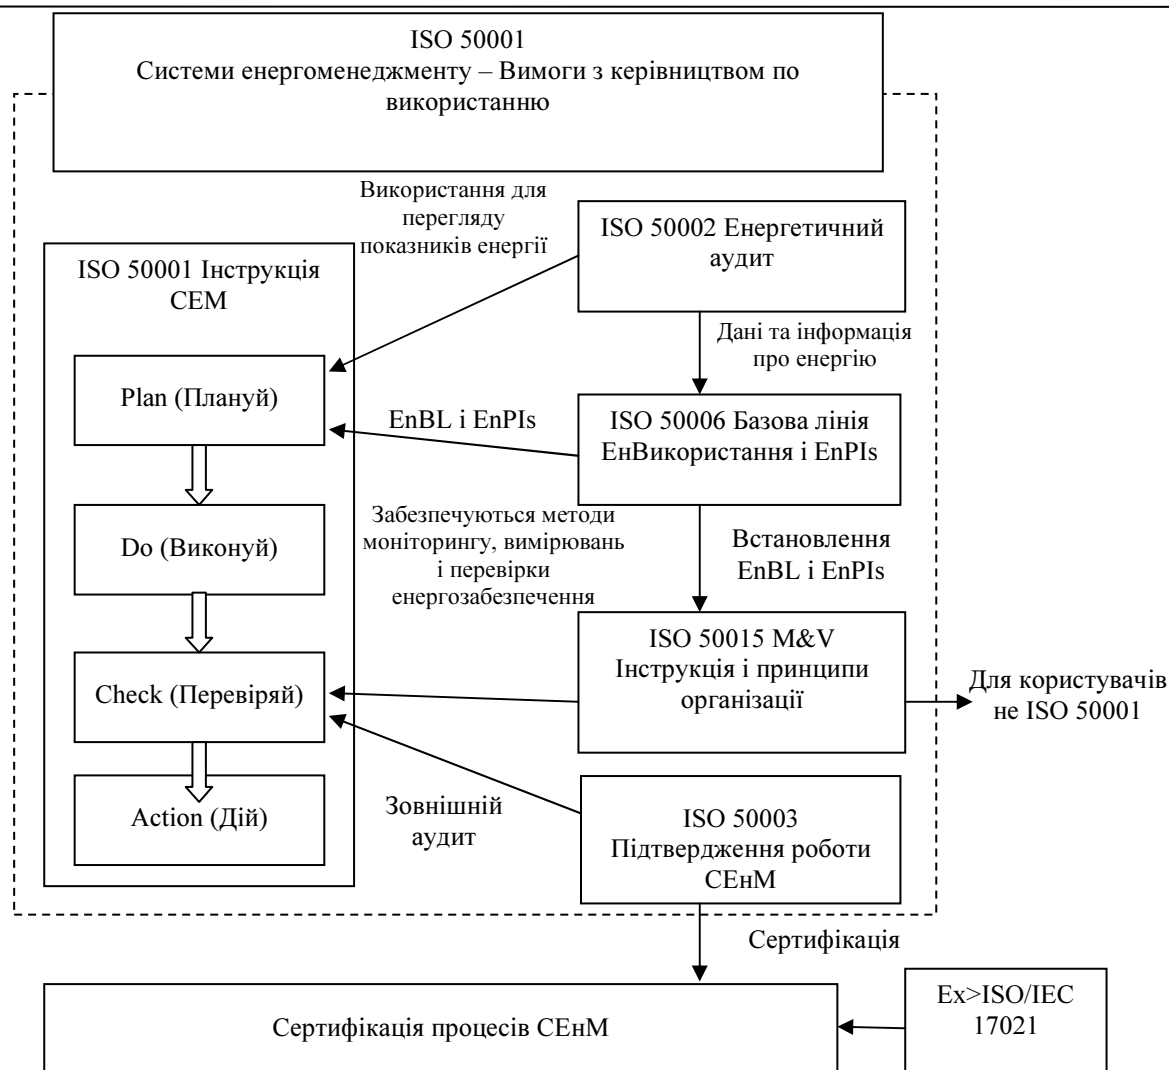 ISO 50001
Системи енергоменеджменту – Вимоги з керівництвом по
використанню
Використання для
перегляду
показників енергії
ISO 50002 Енергетичний
аудит
ISO 50001 Інструкція
СЕМ
Дані та інформація
про енергію
Plan (Плануй)
EnBL і EnPIs
ISO 50006 Базова лінія
ЕнВикористання і EnPIs
Забезпечуються методи
моніторингу, вимірювань
і перевірки
енергозабезпечення
Do (Виконуй)
Встановлення
EnBL і EnPIs
ISO 50015 M&V
Інструкція і принципи
організації
Check (Перевіряй)
Для користувачів
не ISO 50001
Зовнішній
аудит
Action (Дій)
ISO 50003
Підтвердження роботи
СЕнМ
Сертифікація
Сертифікація процесів СЕнМ
Ex>ISO/IEC
17021